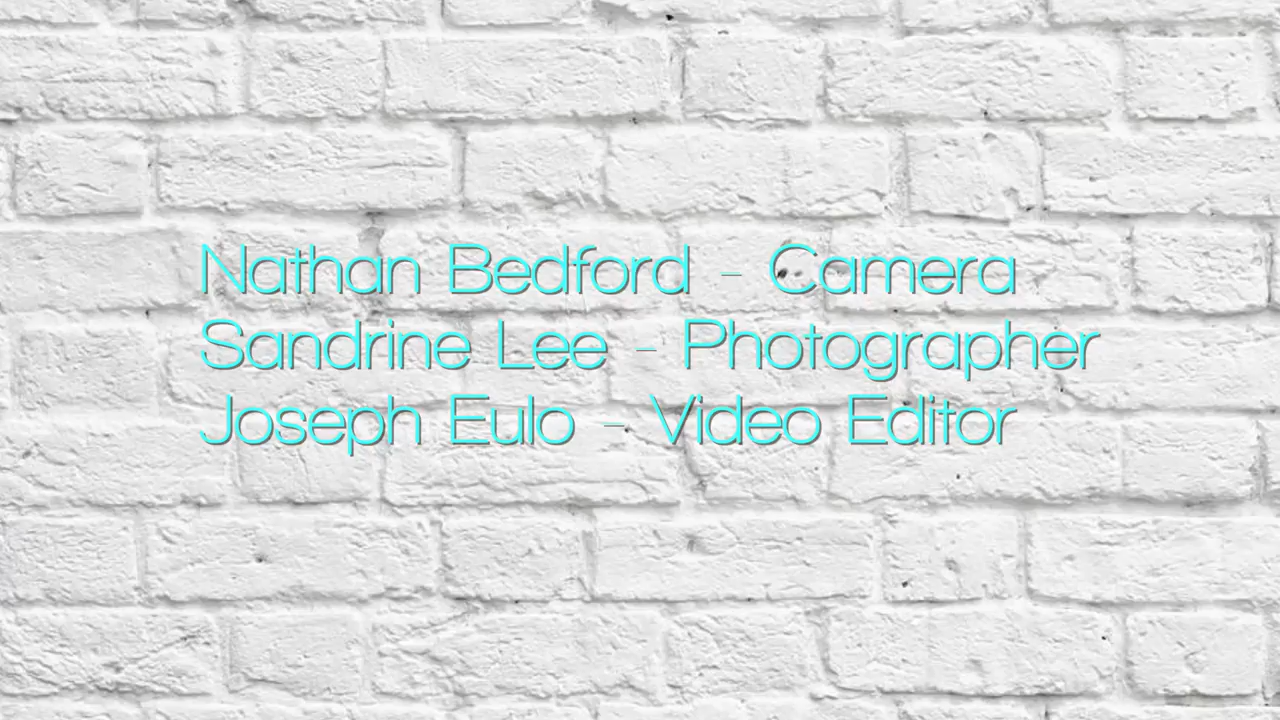 Nathan Bedford - Camera
Sandrine Lee - Photographer
Joseph Eulo - Video Editor